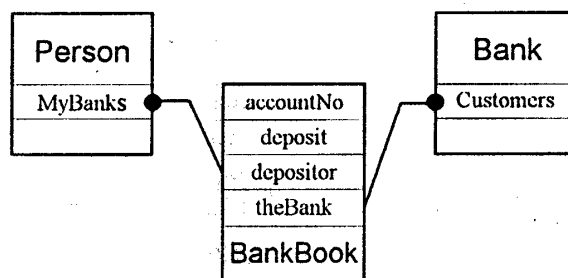 Person
MyBanks
accountNo
deposit
depositor
theBank
BankBook
Bank
Customers